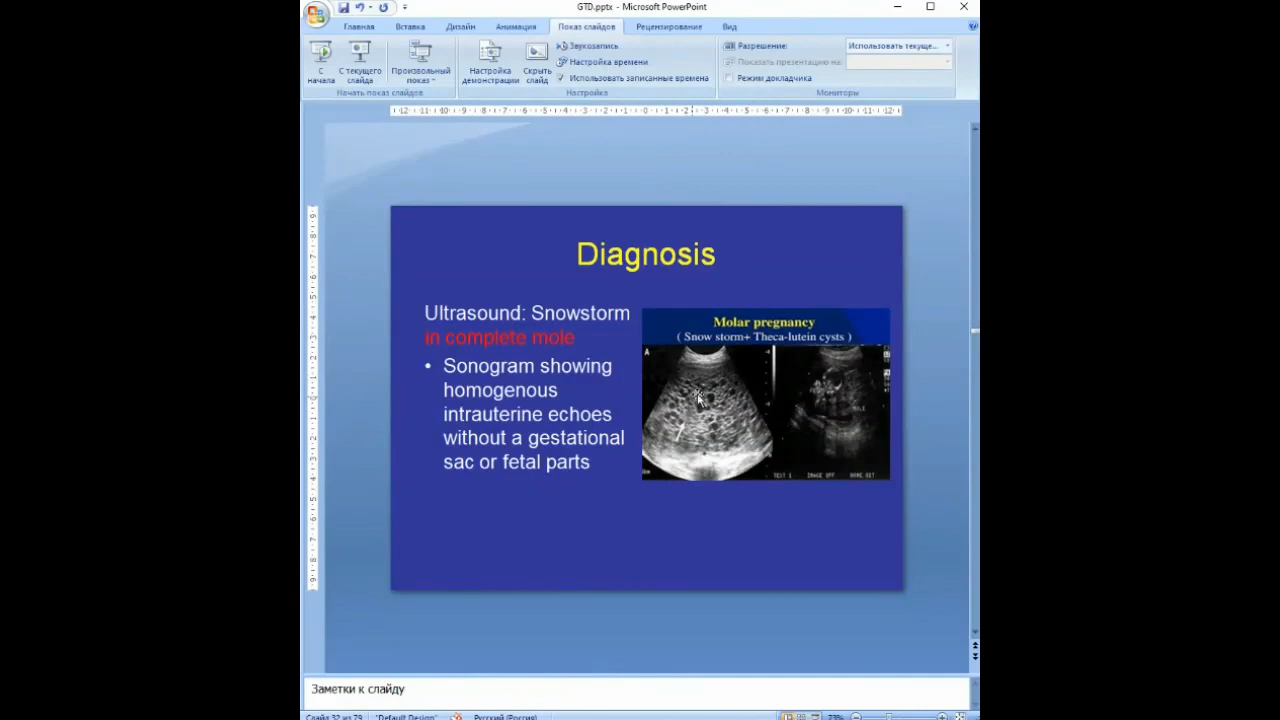 GTD.pptx - Microsoft PowerPoint
Главная Вставка Дизайн Анимация Показ слайдов Рецензирование Вид
С начала
С текущего слайда
Произвольный показ
Начать показ слайдов
Настройка демонстрации
Скрыть слайд
Звукозапись
Настройка времени
Использовать записанные времена
Настройка
Разрешение: Использовать текуще...
Показать презентацию на:
Режим докладчика
Мониторы
Diagnosis
Ultrasound: Snowstorm
in complete mole
• Sonogram showing
homogenous
intrauterine echoes
without a gestational
sac or fetal parts
Molar pregnancy
( Snow storm+ Theca-lutein cysts )
A
Заметки к слайду
Слайд 32 из 79 "Default Design" Русский (Россия) 73%